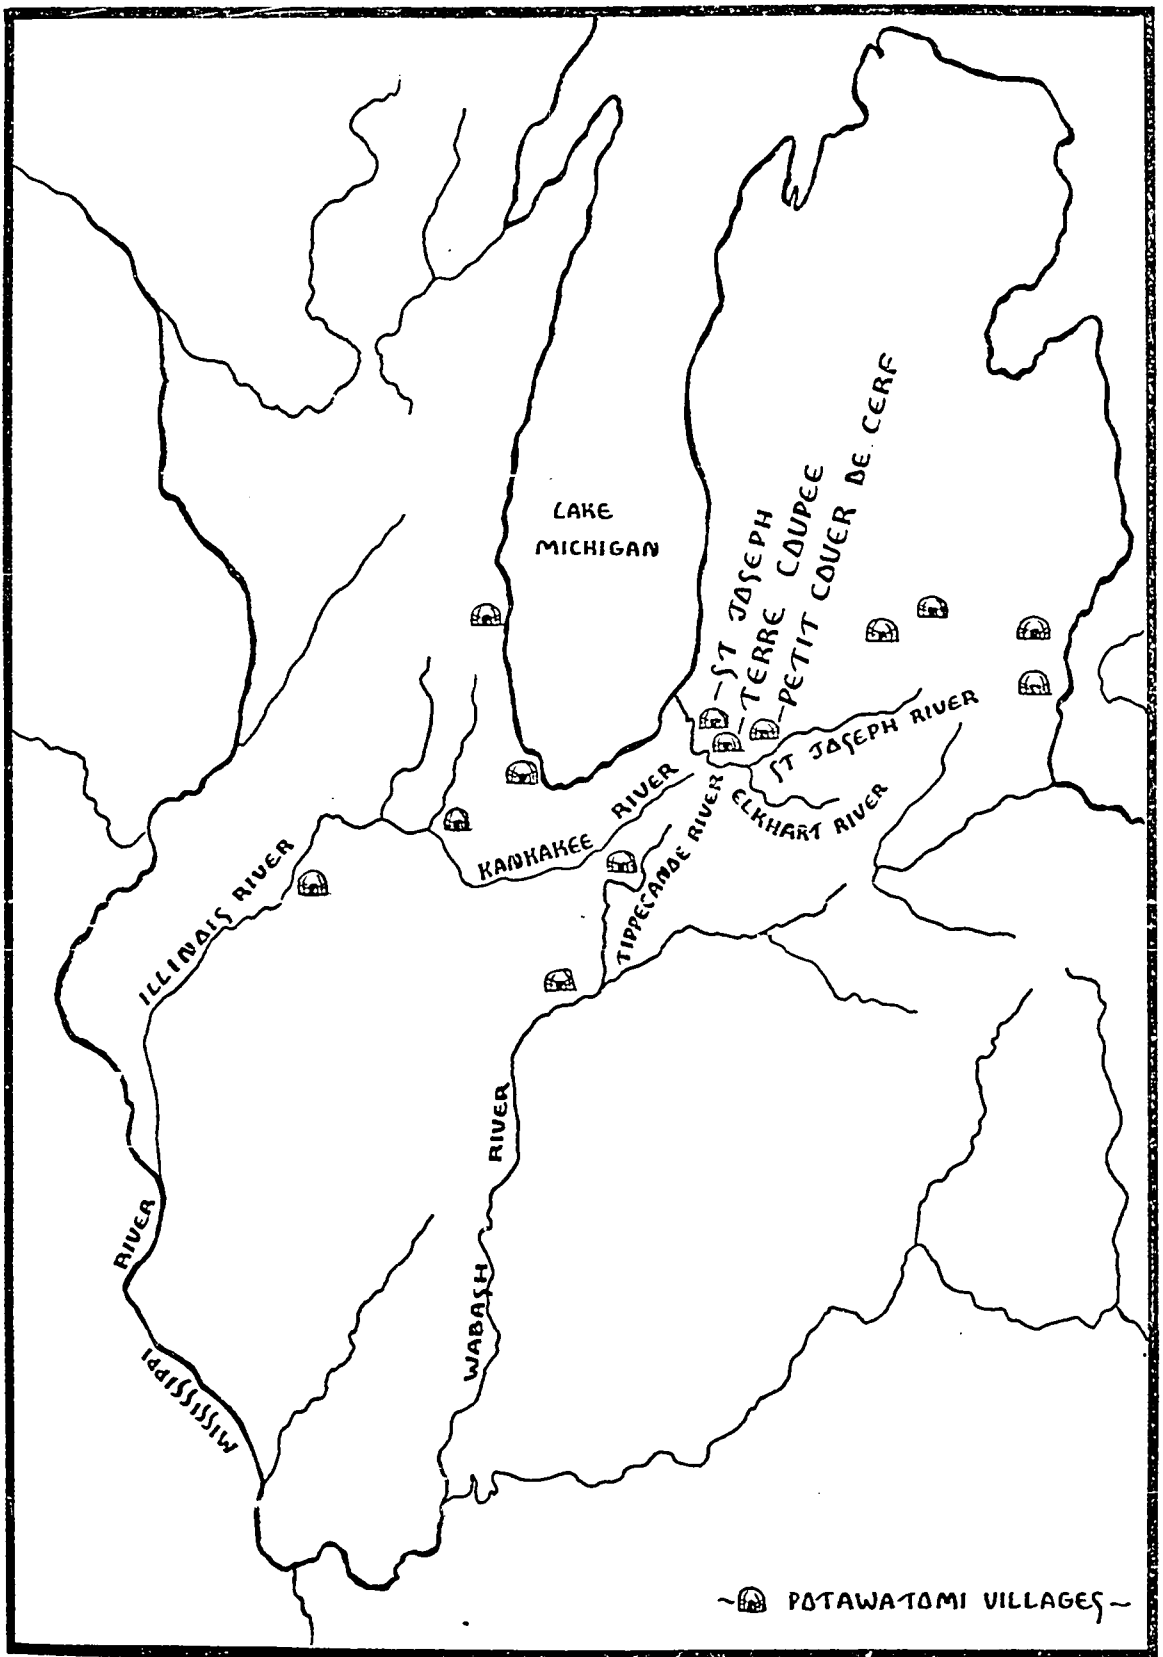 LAKE
MICHIGAN
ST JOSEPH
TERRE COUPEE
PETIT COUER DE CERF
ST JOSEPH RIVER
ELKHART RIVER
KANKAKEE RIVER
TIPPECANOE RIVER
ILLINOIS RIVER
WABASH RIVER
MISSISSIPPI RIVER
~ POTAWATOMI VILLAGES ~